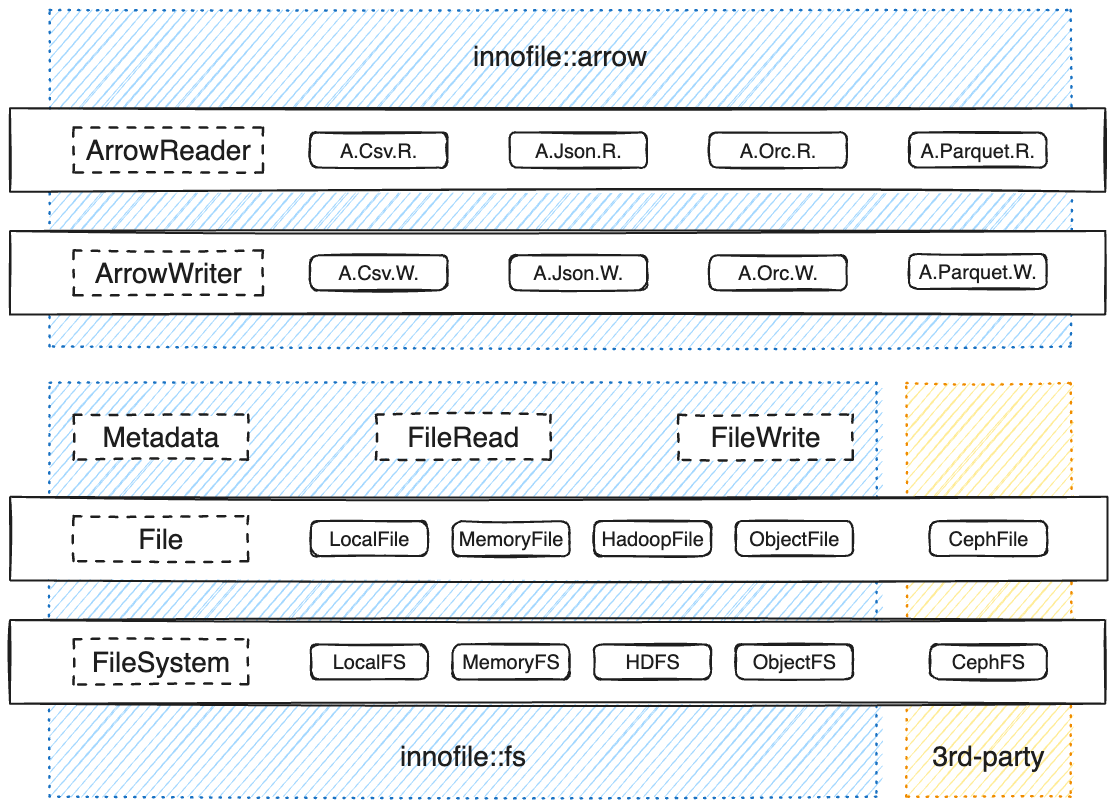 innofile::arrow
ArrowReader A.Csv.R. A.Json.R. A.Orc.R. A.Parquet.R.
ArrowWriter A.Csv.W. A.Json.W. A.Orc.W. A.Parquet.W.
Metadata FileRead FileWrite
File LocalFile MemoryFile HadoopFile ObjectFile CephFile
FileSystem LocalFS MemoryFS HDFS ObjectFS CephFS
innofile::fs 3rd-party